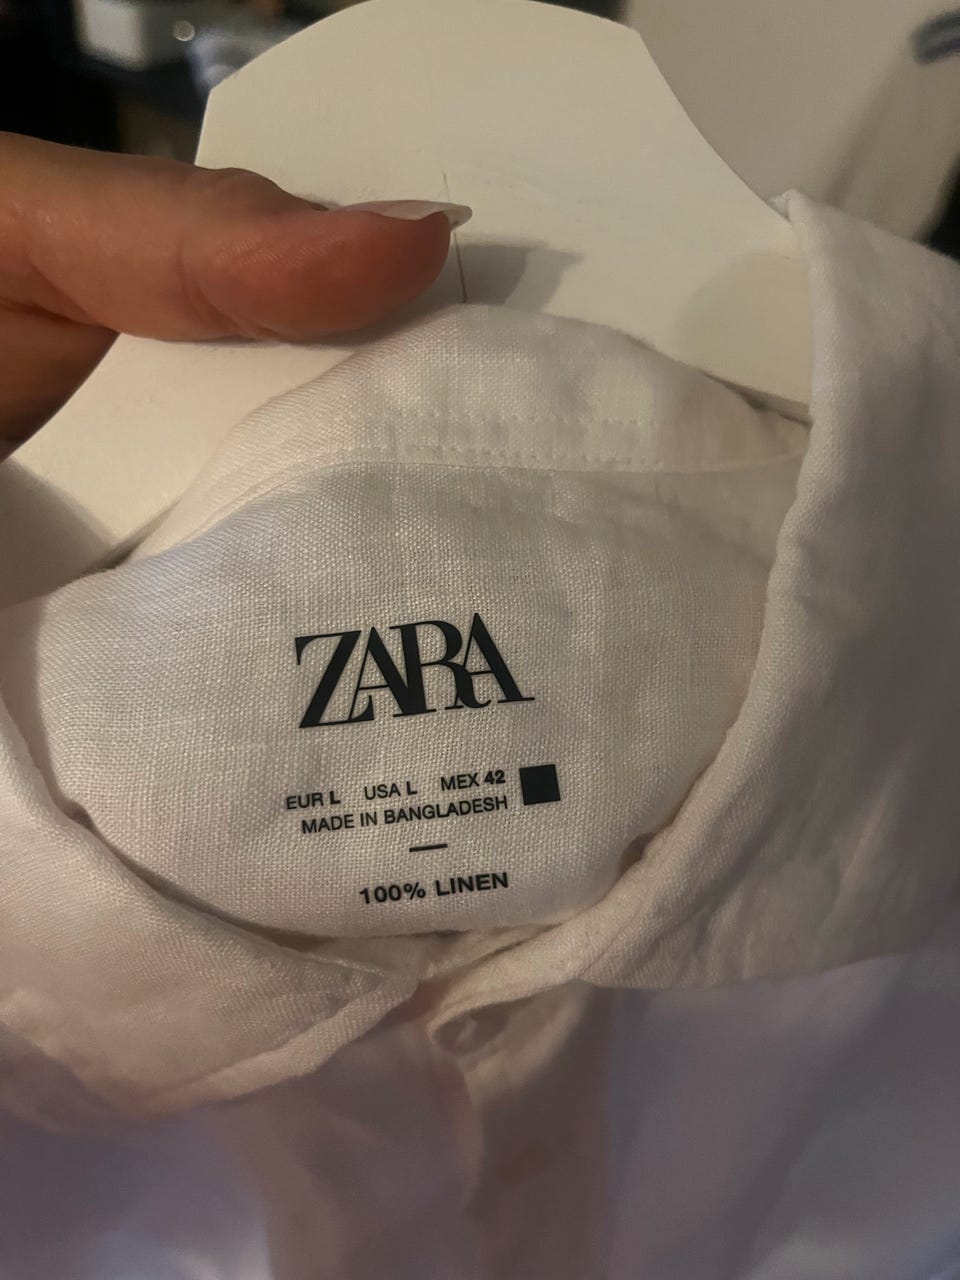 ZARA
EUR L USA L MEX 42
MADE IN BANGLADESH
100% LINEN